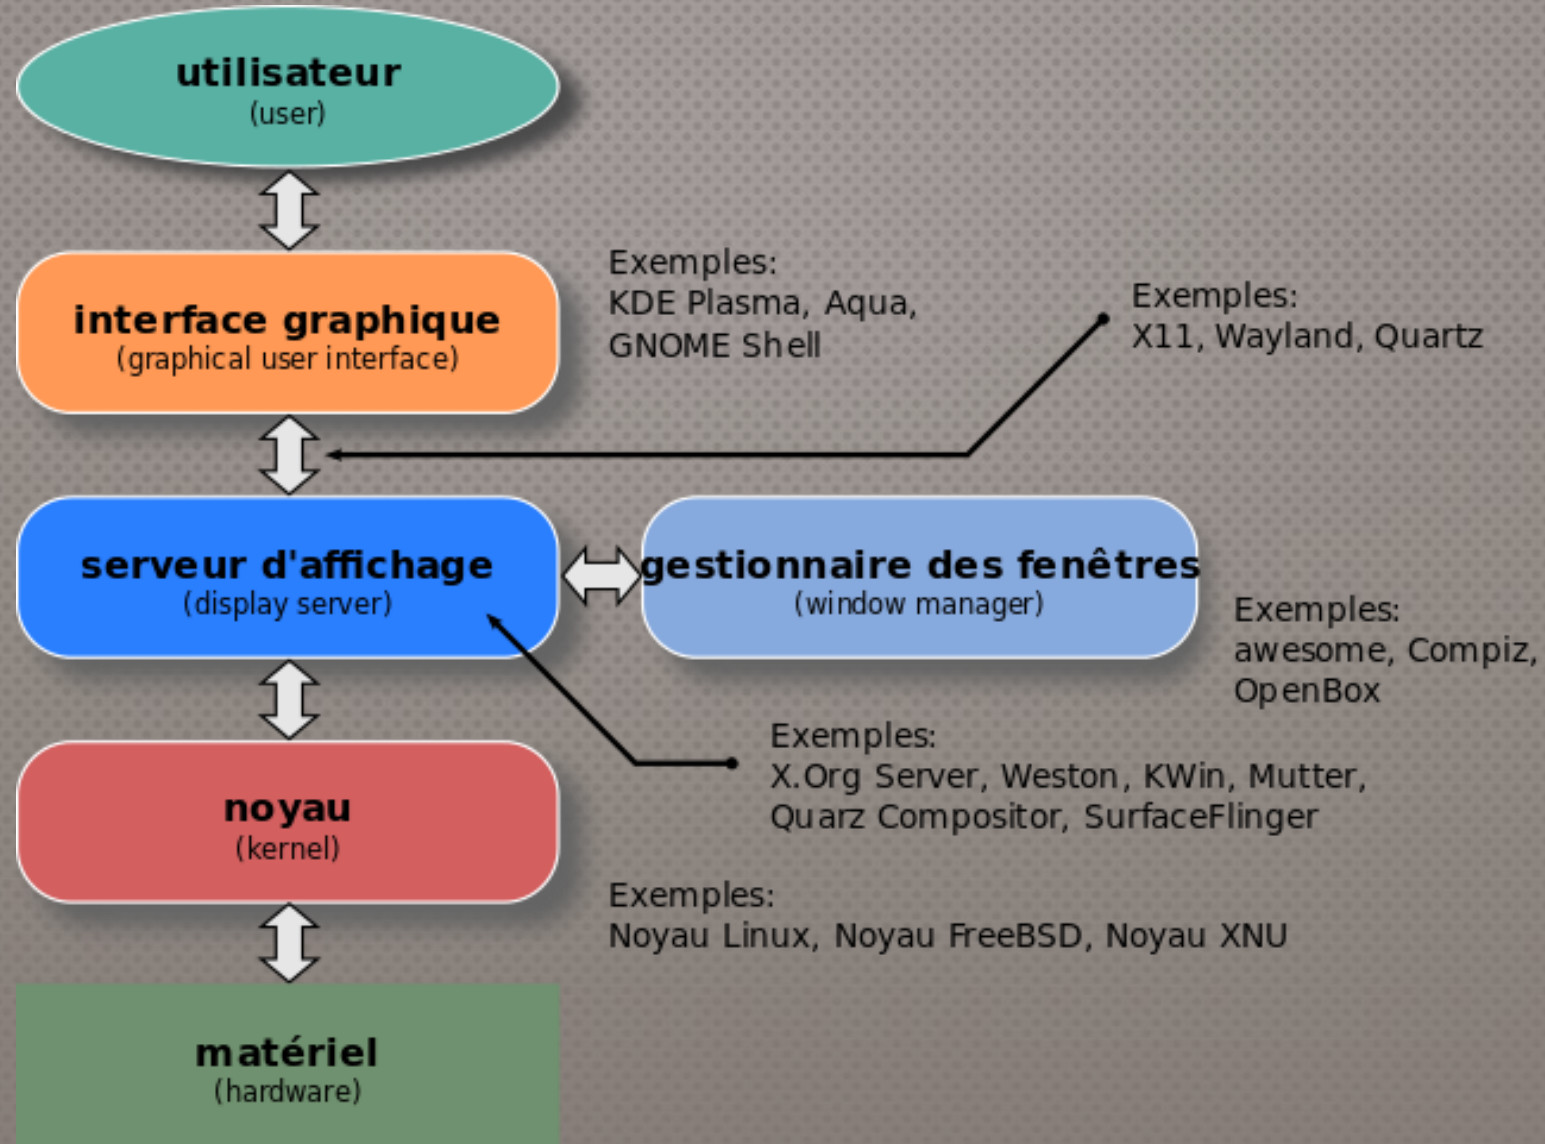 utilisateur
(user)
interface graphique
(graphical user interface)
Exemples:
KDE Plasma, Aqua,
GNOME Shell
Exemples:
X11, Wayland, Quartz
serveur d'affichage
(display server)
gestionnaire des fenêtres
(window manager)
Exemples:
awesome, Compiz,
OpenBox
Exemples:
X.Org Server, Weston, KWin, Mutter,
Quarz Compositor, SurfaceFlinger
noyau
(kernel)
Exemples:
Noyau Linux, Noyau FreeBSD, Noyau XNU
matériel
(hardware)